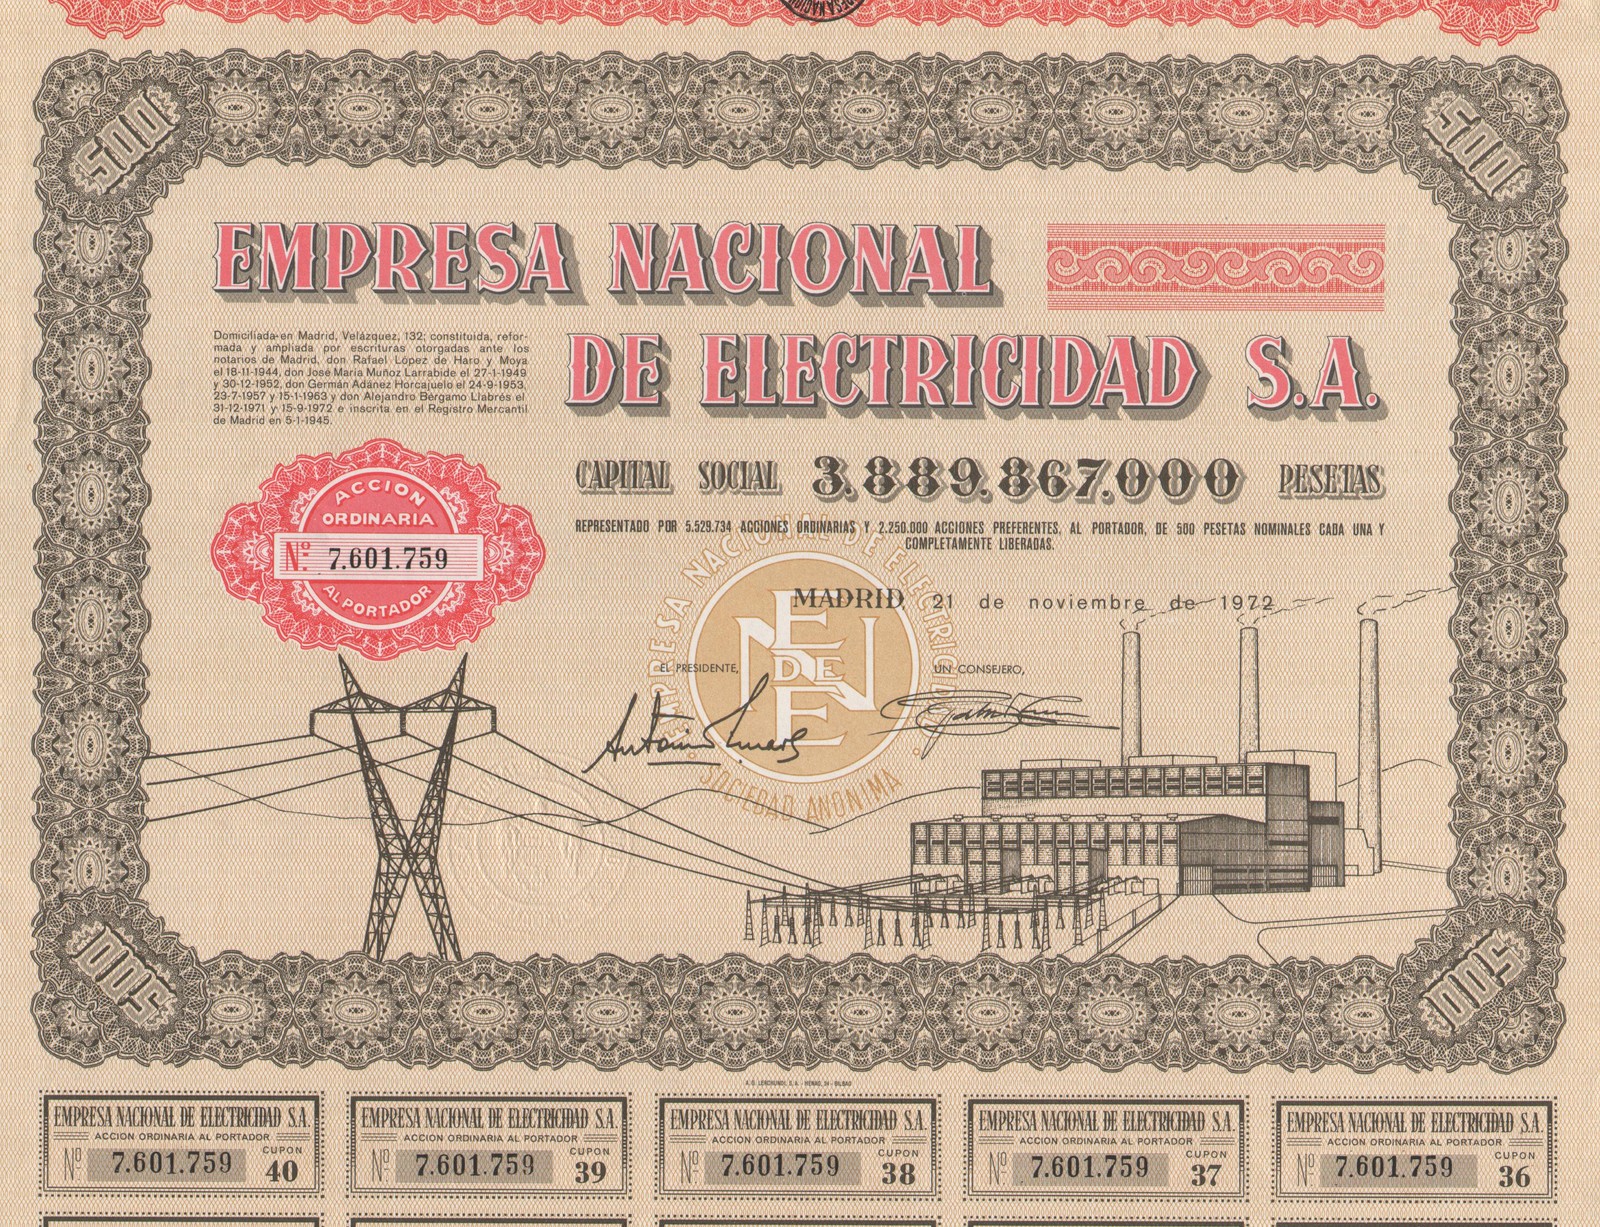 500
500
EMPRESA NACIONAL
DE ELECTRICIDAD S.A.
Domiciliada en Madrid, Velázquez, 132; constituida, refor-
mada y ampliada por escrituras otorgadas ante los
notarios de Madrid, don Rafael López de Haro y Moya
el 18-11-1944, don José María Muñoz Larrabide el 27-1-1949
y 30-12-1952, don Germán Adánez Horcajuelo el 24-9-1953,
23-7-1957 y 15-1-1963 y don Alejandro Bérgamo Llabrés el
31-12-1971 y 15-9-1972 e inscrita en el Registro Mercantil
de Madrid en 5-1-1945.
CAPITAL SOCIAL 3.889.867.000 PESETAS
REPRESENTADO POR 5.529.734 ACCIONES ORDINARIAS Y 2.250.000 ACCIONES PREFERENTES, AL PORTADOR, DE 500 PESETAS NOMINALES CADA UNA Y
COMPLETAMENTE LIBERADAS.
ACCION
ORDINARIA
Nº 7.601.759
AL PORTADOR
EMPRESA NACIONAL DE ELECTRICIDAD
SOCIEDAD ANONIMA
ENDESA
MADRID, 21 de noviembre de 1972
EL PRESIDENTE,
UN CONSEJERO,
500
500
A. G. LERCHUNDI, S. A. - HENAO, 24 - BILBAO
EMPRESA NACIONAL DE ELECTRICIDAD S.A.
ACCION ORDINARIA AL PORTADOR
Nº 7.601.759
CUPON
40
EMPRESA NACIONAL DE ELECTRICIDAD S.A.
ACCION ORDINARIA AL PORTADOR
Nº 7.601.759
CUPON
39
EMPRESA NACIONAL DE ELECTRICIDAD S.A.
ACCION ORDINARIA AL PORTADOR
Nº 7.601.759
CUPON
38
EMPRESA NACIONAL DE ELECTRICIDAD S.A.
ACCION ORDINARIA AL PORTADOR
Nº 7.601.759
CUPON
37
EMPRESA NACIONAL DE ELECTRICIDAD S.A.
ACCION ORDINARIA AL PORTADOR
Nº 7.601.759
CUPON
36